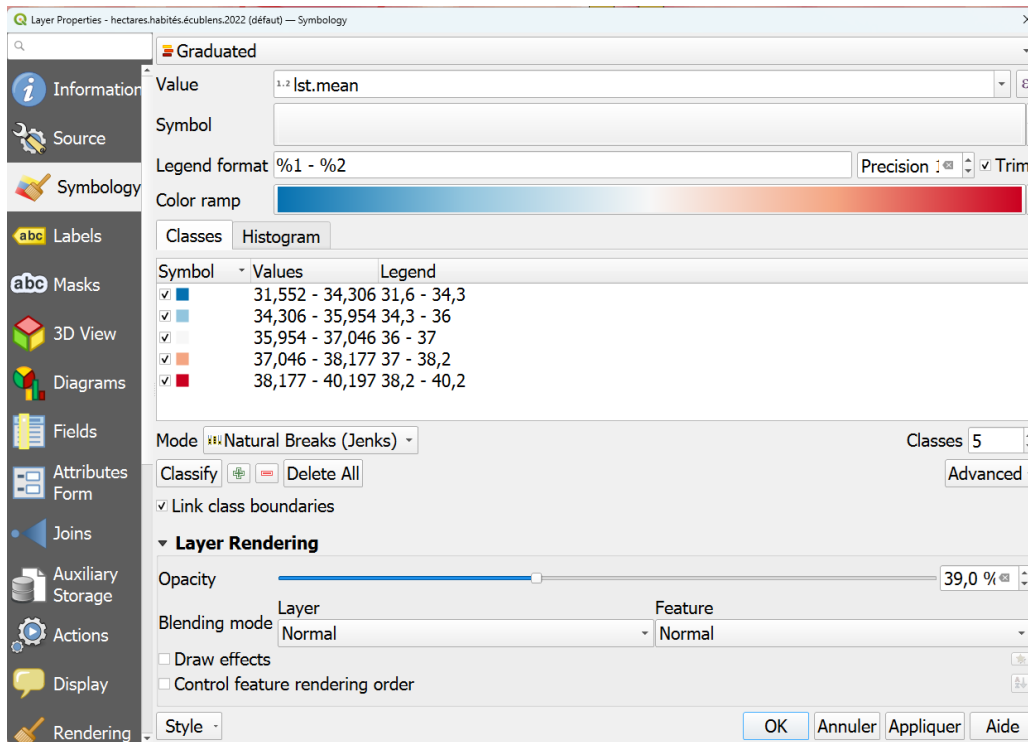 Layer Properties - hectares.habités.écublens.2022 (défaut) — Symbology
Information
Source
Symbology
Labels
Masks
3D View
Diagrams
Fields
Attributes
Form
Joins
Auxiliary
Storage
Actions
Display
Rendering
Graduated
Value 1.2 lst.mean
Symbol
Legend format %1 - %2 Precision 1 Trim
Color ramp
Classes Histogram
Symbol Values Legend
31,552 - 34,306 31,6 - 34,3
34,306 - 35,954 34,3 - 36
35,954 - 37,046 36 - 37
37,046 - 38,177 37 - 38,2
38,177 - 40,197 38,2 - 40,2
Mode Natural Breaks (Jenks) Classes 5
Classify Delete All Advanced
Link class boundaries
Layer Rendering
Opacity 39,0 %
Layer Feature
Blending mode Normal Normal
Draw effects
Control feature rendering order
Style OK Annuler Appliquer Aide